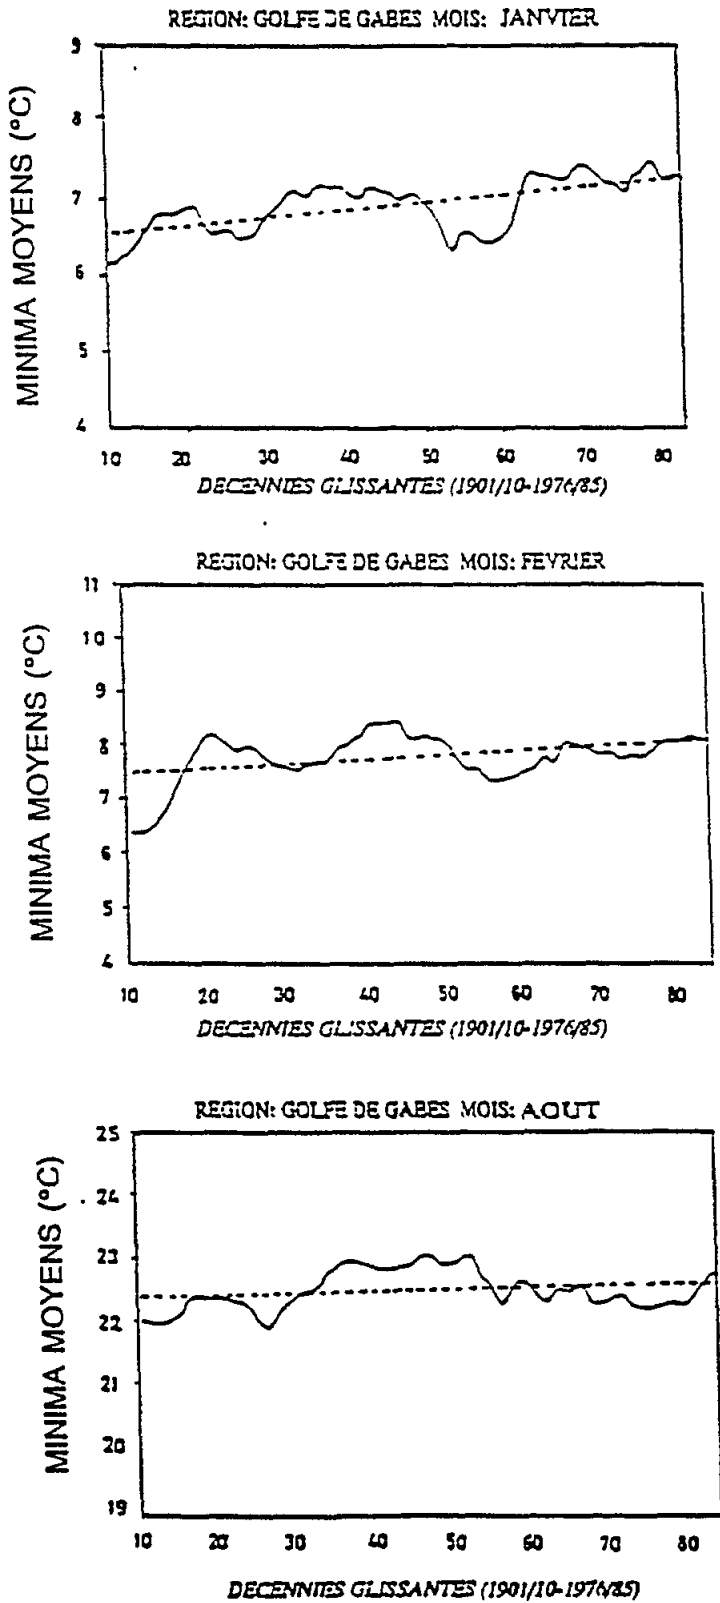 REGION: GOLFE DE GABES MOIS: JANVIER
MINIMA MOYENS (°C)
9
8
7
6
5
4
10 20 30 40 50 60 70 80
DECENNIES GLISSANTES (1901/10-1976/85)
REGION: GOLFE DE GABES MOIS: FEVRIER
MINIMA MOYENS (°C)
11
10
9
8
7
6
5
4
10 20 30 40 50 60 70 80
DECENNIES GLISSANTES (1901/10-1976/85)
REGION: GOLFE DE GABES MOIS: AOUT
MINIMA MOYENS (°C)
25
24
23
22
21
20
19
10 20 30 40 50 60 70 80
DECENNIES GLISSANTES (1901/10-1976/85)